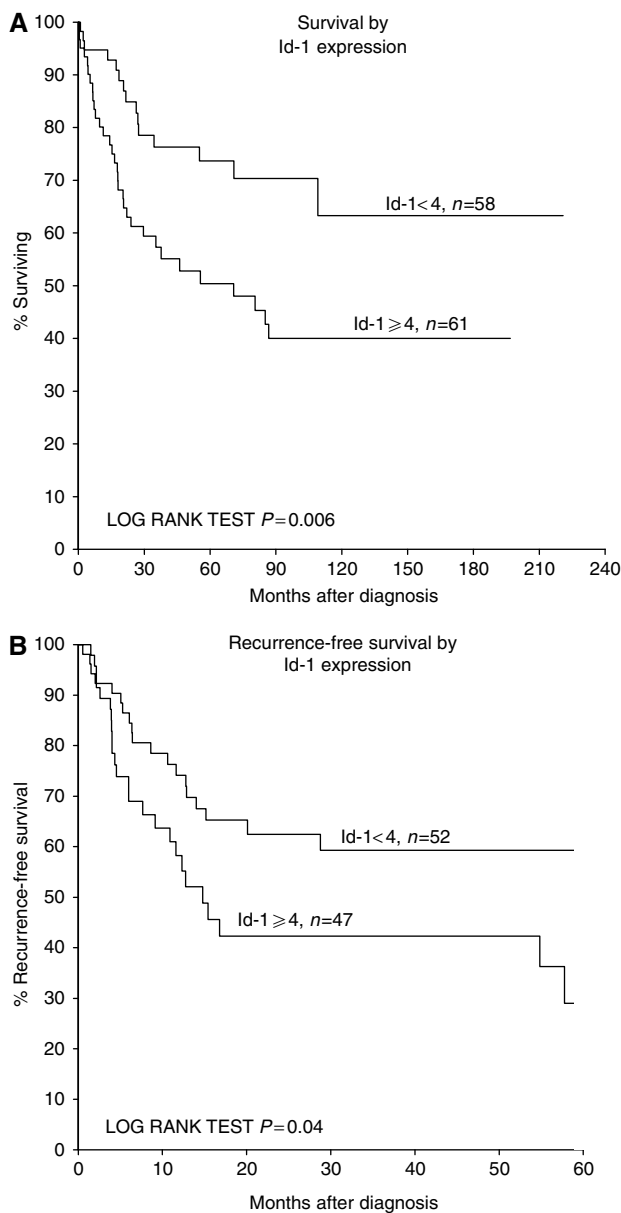 A
Survival by
Id-1 expression
100
90
80
70
60
50
40
30
20
10
0
% Surviving
Id-1<4, n=58
Id-1⩾4, n=61
LOG RANK TEST P=0.006
0 30 60 90 120 150 180 210 240
Months after diagnosis
B
Recurrence-free survival by
Id-1 expression
100
90
80
70
60
50
40
30
20
10
0
% Recurrence-free survival
Id-1<4, n=52
Id-1⩾4, n=47
LOG RANK TEST P=0.04
0 10 20 30 40 50 60
Months after diagnosis